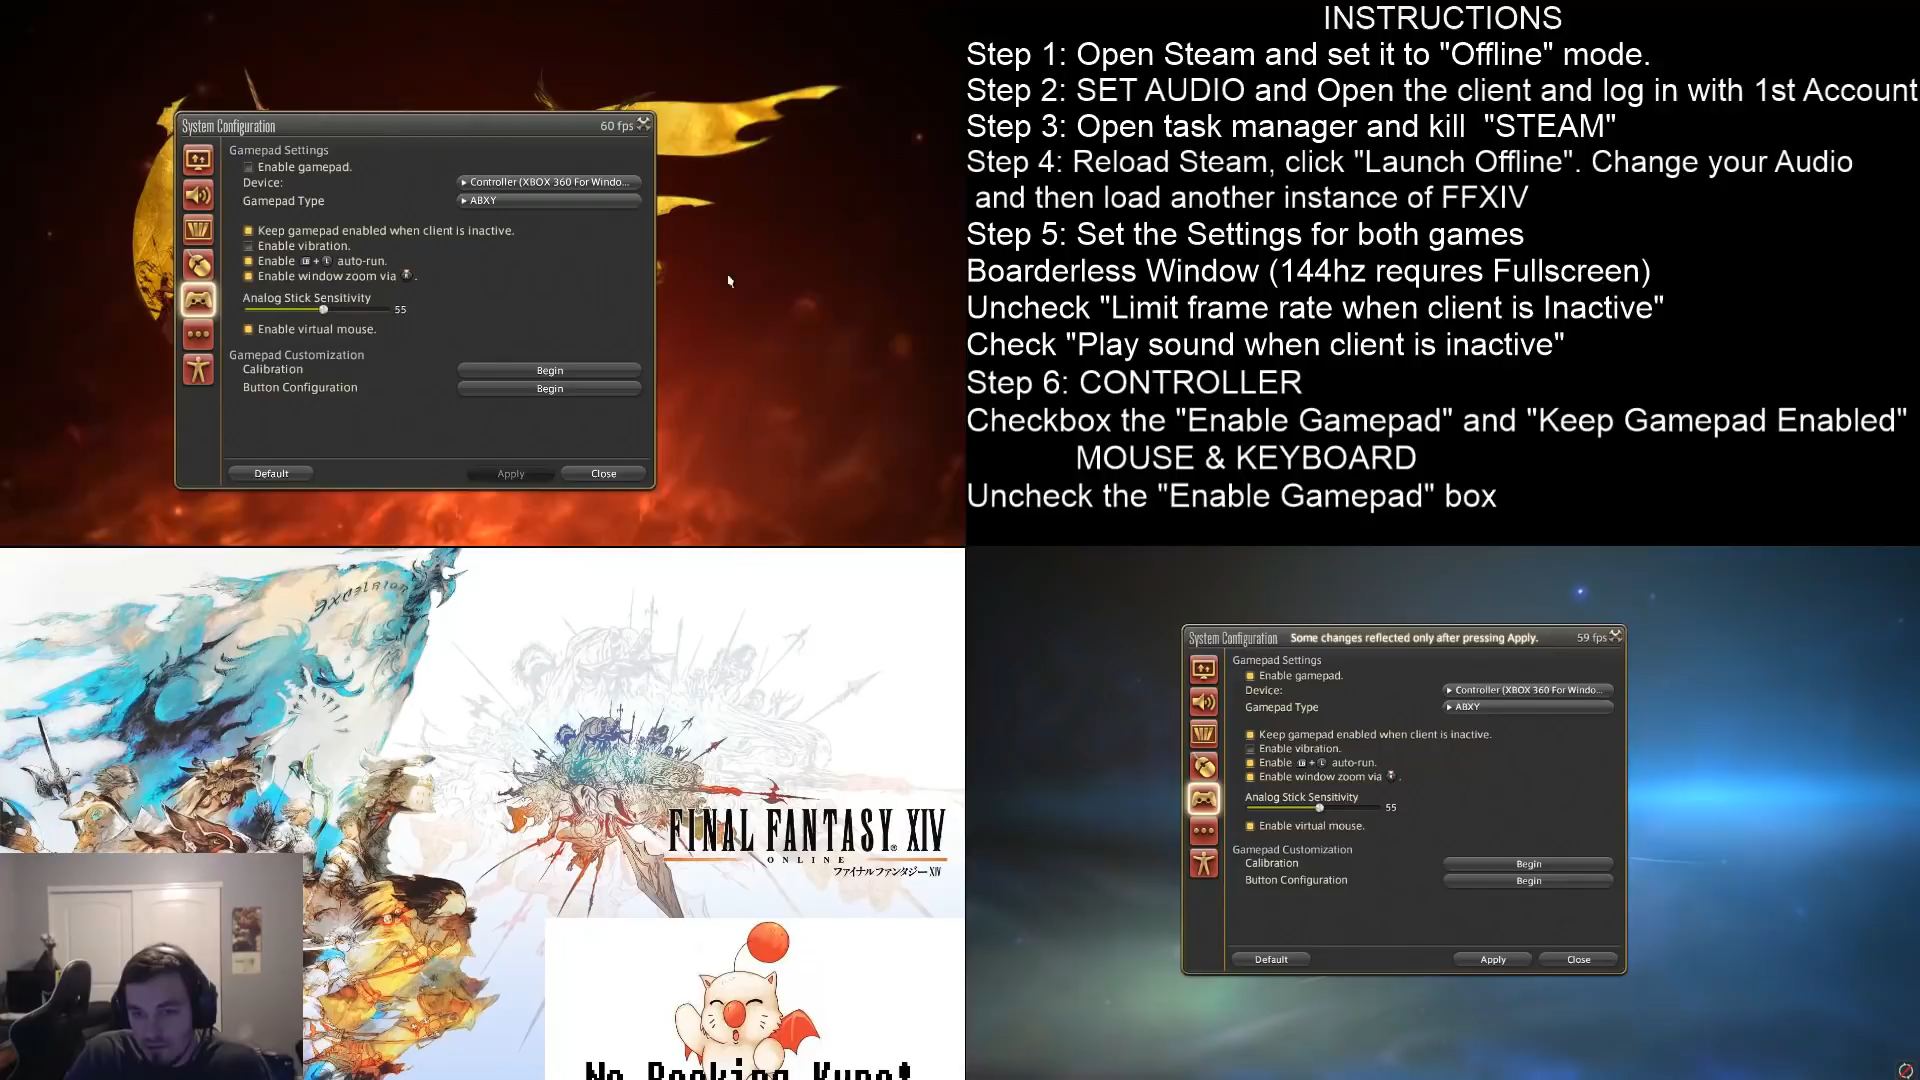 System Configuration
60 fps
Gamepad Settings
Enable gamepad.
Device:
Controller (XBOX 360 For Windo...
Gamepad Type
ABXY
Keep gamepad enabled when client is inactive.
Enable vibration.
Enable + auto-run.
Enable window zoom via .
Analog Stick Sensitivity
55
Enable virtual mouse.
Gamepad Customization
Calibration
Begin
Button Configuration
Begin
Default
Apply
Close
INSTRUCTIONS
Step 1: Open Steam and set it to "Offline" mode.
Step 2: SET AUDIO and Open the client and log in with 1st Account
Step 3: Open task manager and kill "STEAM"
Step 4: Reload Steam, click "Launch Offline". Change your Audio
and then load another instance of FFXIV
Step 5: Set the Settings for both games
Boarderless Window (144hz requres Fullscreen)
Uncheck "Limit frame rate when client is Inactive"
Check "Play sound when client is inactive"
Step 6: CONTROLLER
Checkbox the "Enable Gamepad" and "Keep Gamepad Enabled"
MOUSE & KEYBOARD
Uncheck the "Enable Gamepad" box
EXCELSIOR
FINAL FANTASY® XIV
ONLINE
ファイナルファンタジー XIV
System Configuration
Some changes reflected only after pressing Apply.
59 fps
Gamepad Settings
Enable gamepad.
Device:
Controller (XBOX 360 For Windo...
Gamepad Type
ABXY
Keep gamepad enabled when client is inactive.
Enable vibration.
Enable + auto-run.
Enable window zoom via .
Analog Stick Sensitivity
55
Enable virtual mouse.
Gamepad Customization
Calibration
Begin
Button Configuration
Begin
Default
Apply
Close